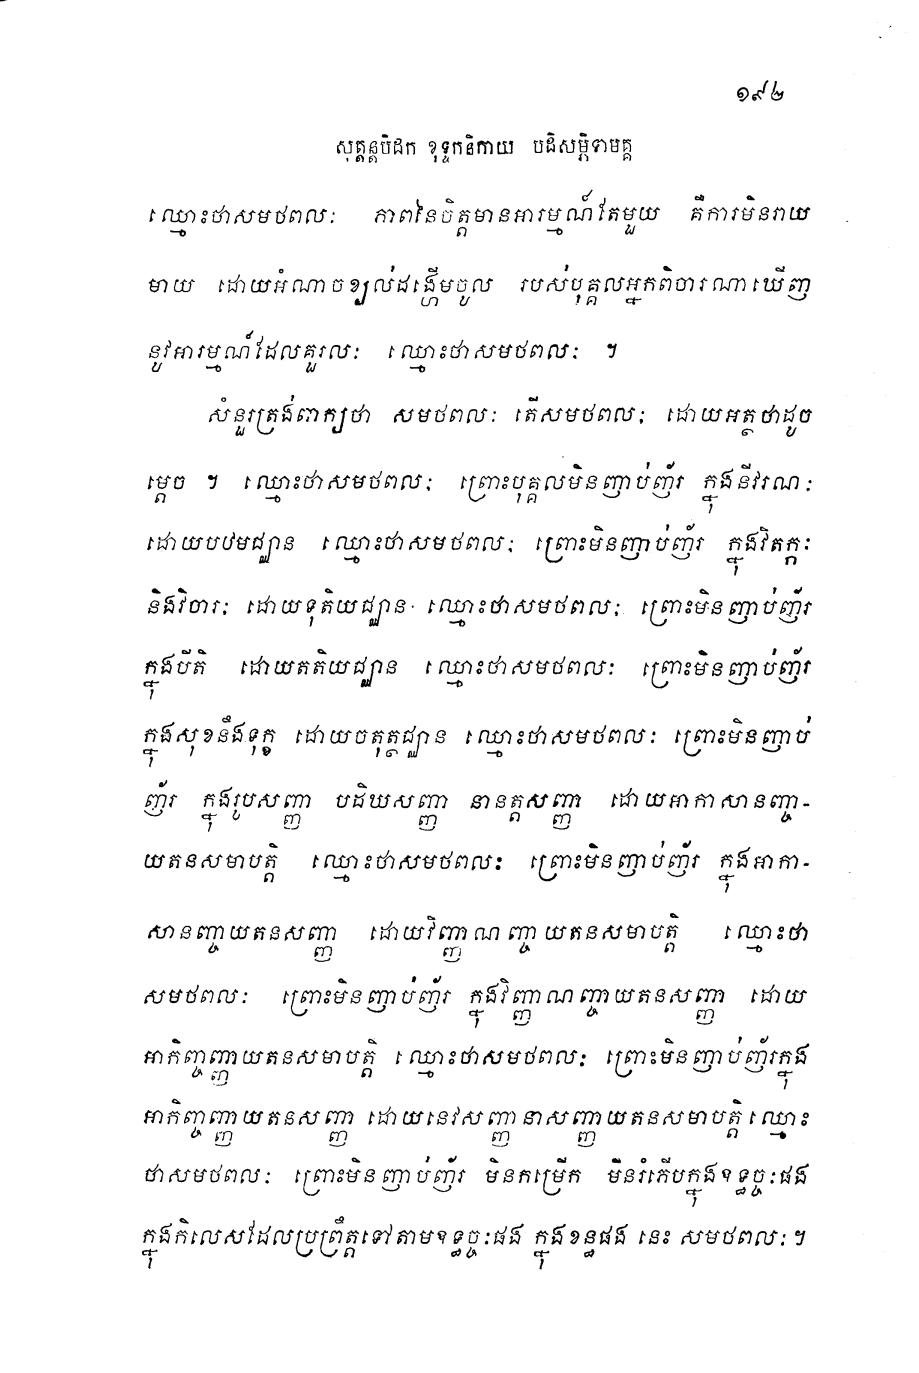 ១៩២
សុត្តន្តបិដក ខុទ្ទកនិកាយ បដិសម្ភិទាមគ្គ
ឈ្មោះថាសមថពលៈ ភាពនៃចិត្តមានអារម្មណ៍តែមួយ គឺការមិនរាយ
មាយ ដោយអំណាចខ្យល់ដង្ហើមចូល របស់បុគ្គលអ្នកពិចារណាឃើញ
នូវអារម្មណ៍ដែលគួរលះ ឈ្មោះថាសមថពលៈ ។
សំនួរត្រង់ពាក្យថា សមថពលៈ តើសមថពលៈ ដោយអត្ថថាដូច
ម្តេច ។ ឈ្មោះថាសមថពលៈ ព្រោះបុគ្គលមិនញាប់ញ័រ ក្នុងនីវរណៈ
ដោយបឋមជ្ឈាន ឈ្មោះថាសមថពលៈ ព្រោះមិនញាប់ញ័រ ក្នុងវិតក្កៈ
និងវិចារៈ ដោយទុតិយជ្ឈាន ឈ្មោះថាសមថពលៈ ព្រោះមិនញាប់ញ័រ
ក្នុងបីតិ ដោយតតិយជ្ឈាន ឈ្មោះថាសមថពលៈ ព្រោះមិនញាប់ញ័រ
ក្នុងសុខនឹងទុក្ខ ដោយចតុត្ថជ្ឈាន ឈ្មោះថាសមថពលៈ ព្រោះមិនញាប់
ញ័រ ក្នុងរូបសញ្ញា បដិឃសញ្ញា នានត្តសញ្ញា ដោយអាកាសានញ្ចា-
យតនសមាបត្តិ ឈ្មោះថាសមថពលៈ ព្រោះមិនញាប់ញ័រ ក្នុងអាកា-
សានញ្ចាយតនសញ្ញា ដោយវិញ្ញាណញ្ចាយតនសមាបត្តិ ឈ្មោះថា
សមថពលៈ ព្រោះមិនញាប់ញ័រ ក្នុងវិញ្ញាណញ្ចាយតនសញ្ញា ដោយ
អាកិញ្ចញ្ញាយតនសមាបត្តិ ឈ្មោះថាសមថពលៈ ព្រោះមិនញាប់ញ័រក្នុង
អាកិញ្ចញ្ញាយតនសញ្ញា ដោយនេវសញ្ញានាសញ្ញាយតនសមាបត្តិ ឈ្មោះ
ថាសមថពលៈ ព្រោះមិនញាប់ញ័រ មិនកម្រើក មិនរំភើបក្នុងឧទ្ធច្ចៈផង
ក្នុងកិលេសដែលប្រព្រឹត្តទៅតាមឧទ្ធច្ចៈផង ក្នុងខន្ធផង នេះ សមថពលៈ ។